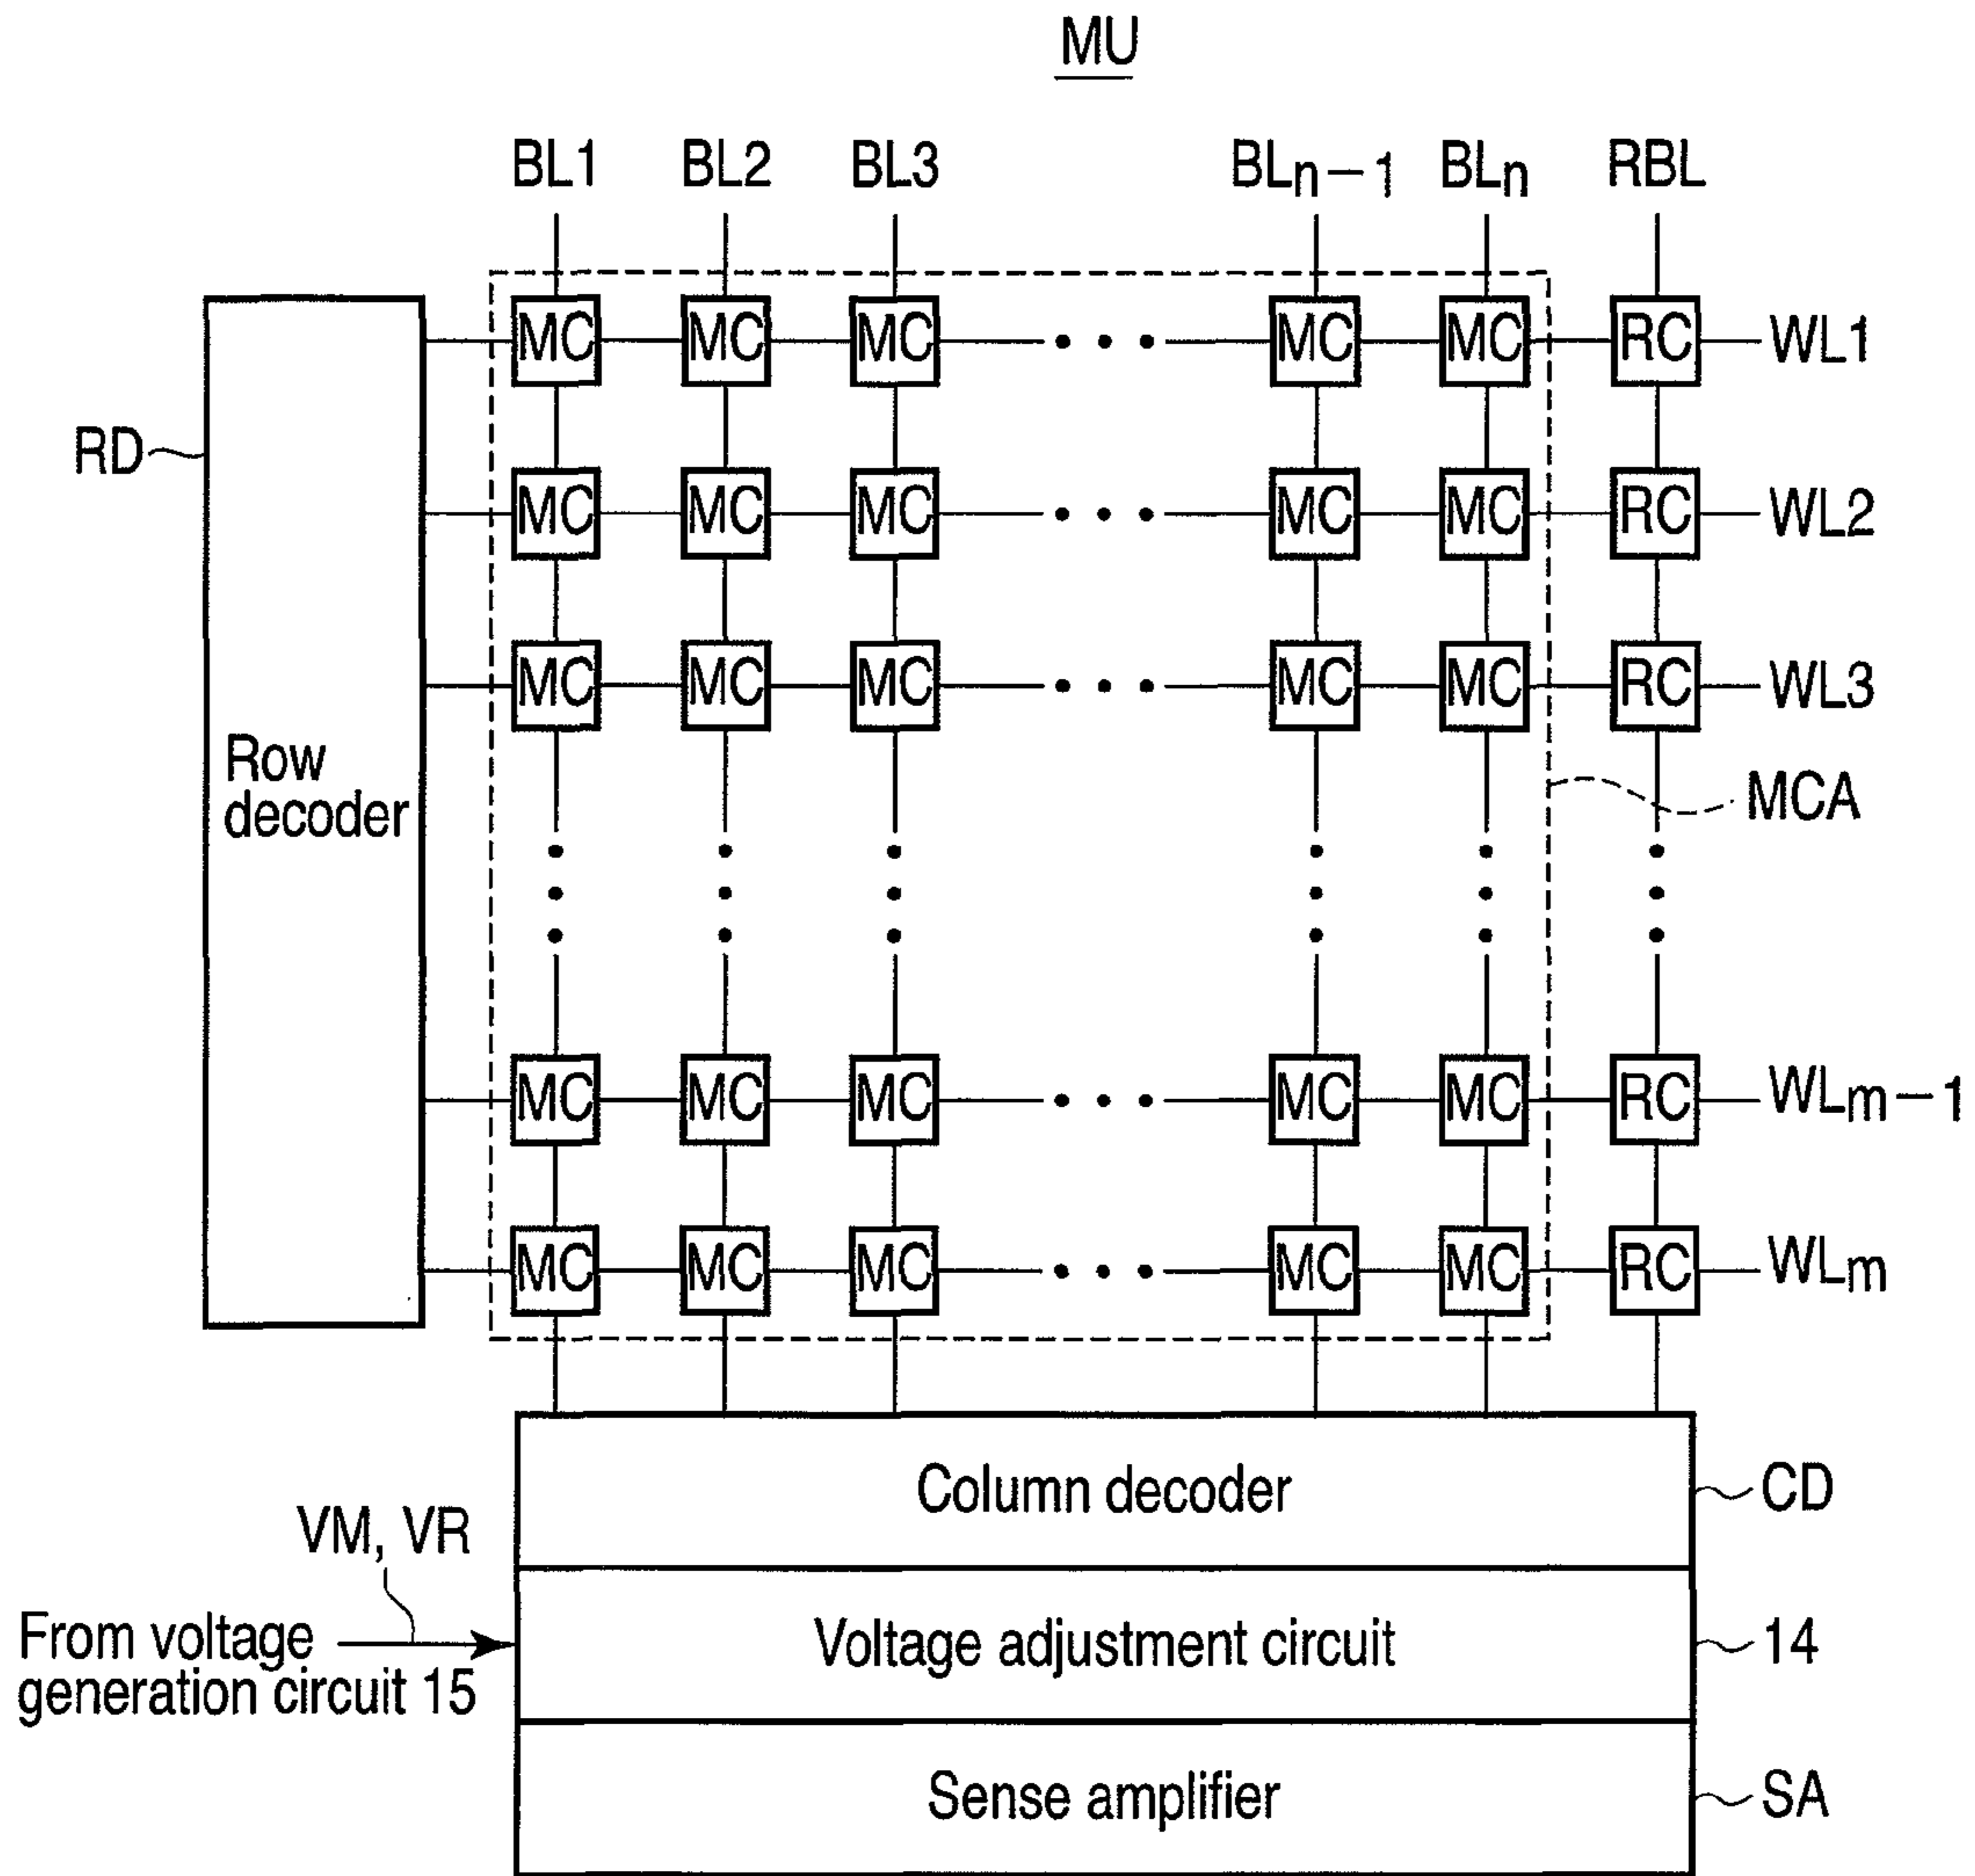 MU
BL1 BL2 BL3 BLn-1 BLn RBL
MC MC MC MC MC RC WL1
RD
MC MC MC MC MC RC WL2
MC MC MC MC MC RC WL3
Row
decoder
MCA
MC MC MC MC MC RC WLm-1
MC MC MC MC MC RC WLm
Column decoder CD
VM, VR
From voltage
generation circuit 15
Voltage adjustment circuit 14
Sense amplifier SA